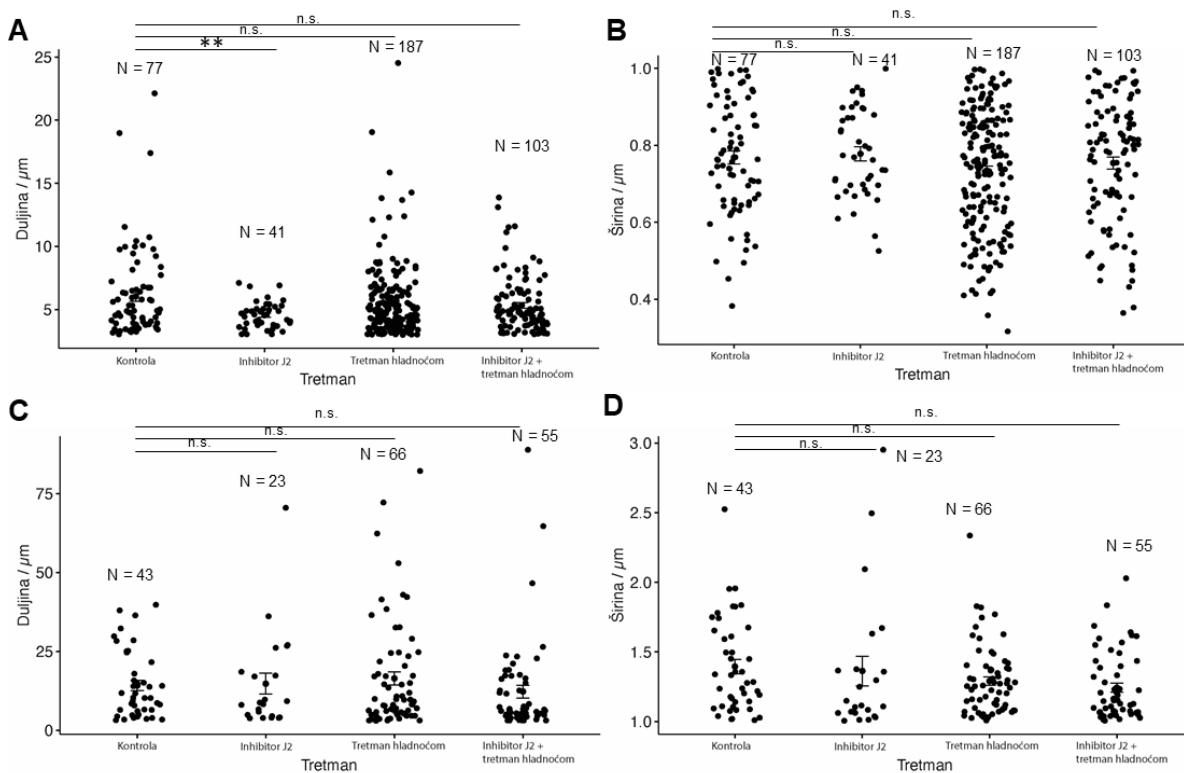 A
n.s.
n.s.
**
N = 77
N = 41
N = 187
N = 103
Duljina / µm
25
20
15
10
5
Kontrola
Inhibitor J2
Tretman hladnoćom
Inhibitor J2 +
tretman hladnoćom
Tretman
B
n.s.
n.s.
n.s.
N = 77
N = 41
N = 187
N = 103
Širina / µm
1.0
0.8
0.6
0.4
Kontrola
Inhibitor J2
Tretman hladnoćom
Inhibitor J2 +
tretman hladnoćom
Tretman
C
n.s.
n.s.
n.s.
N = 43
N = 23
N = 66
N = 55
Duljina / µm
75
50
25
0
Kontrola
Inhibitor J2
Tretman hladnoćom
Inhibitor J2 +
tretman hladnoćom
Tretman
D
n.s.
n.s.
n.s.
N = 43
N = 23
N = 66
N = 55
Širina / µm
3.0
2.5
2.0
1.5
1.0
Kontrola
Inhibitor J2
Tretman hladnoćom
Inhibitor J2 +
tretman hladnoćom
Tretman